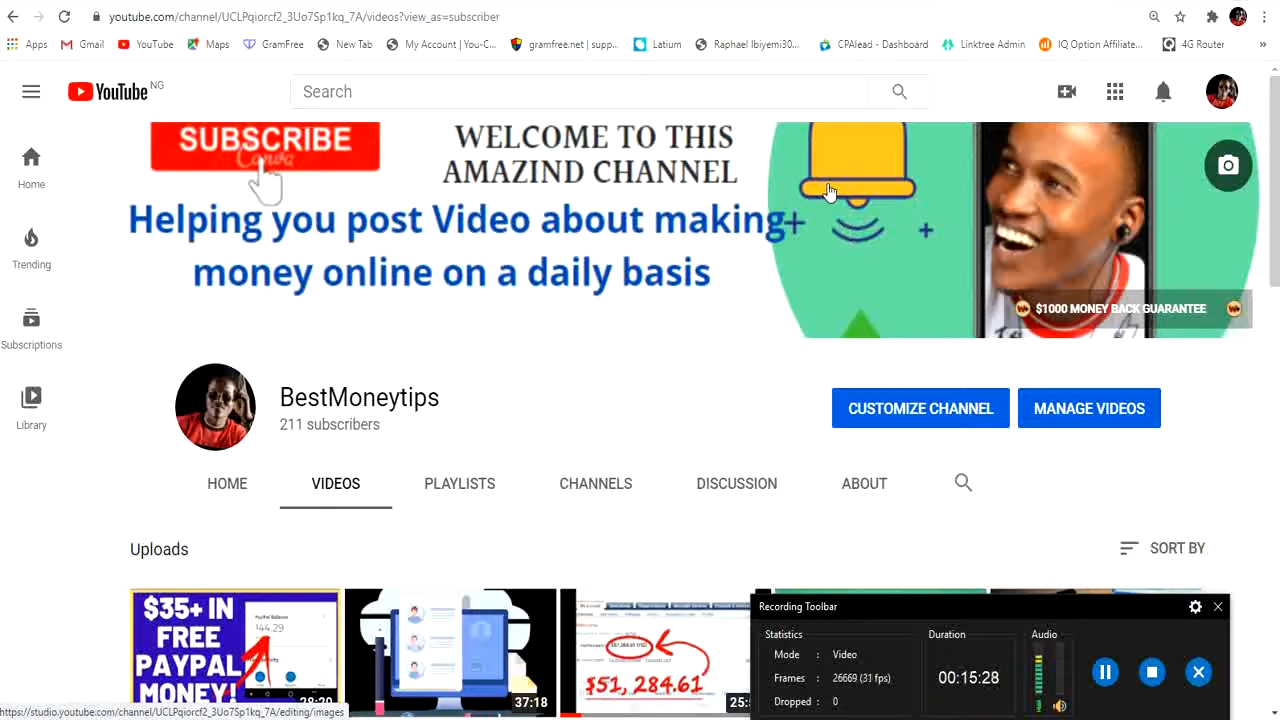 youtube.com/channel/UCLPqiorcf2_3Uo7Sp1kq_7A/videos?view_as=subscriber
Apps Gmail YouTube Maps GramFree New Tab My Account | You-C... gramfree.net | supp... Latium Raphael Ibiyemi30... CPAlead - Dashboard Linktree Admin IQ Option Affiliate... 4G Router »
YouTube NG
Search
SUBSCRIBE
Canva
WELCOME TO THIS
AMAZIND CHANNEL
Helping you post Video about making
money online on a daily basis
$1000 MONEY BACK GUARANTEE
Home
Trending
Subscriptions
Library
BestMoneytips
211 subscribers
CUSTOMIZE CHANNEL
MANAGE VIDEOS
HOME VIDEOS PLAYLISTS CHANNELS DISCUSSION ABOUT
Uploads
SORT BY
$35+ IN
FREE
PAYPAL
MONEY!
PayPal Balance
37:18
$51,284.61
Recording Toolbar
Statistics Duration Audio
Mode : Video
Frames : 26669 (31 fps)
Dropped : 0
00:15:28
https://studio.youtube.com/channel/UCLPqiorcf2_3Uo7Sp1kq_7A/editing/images